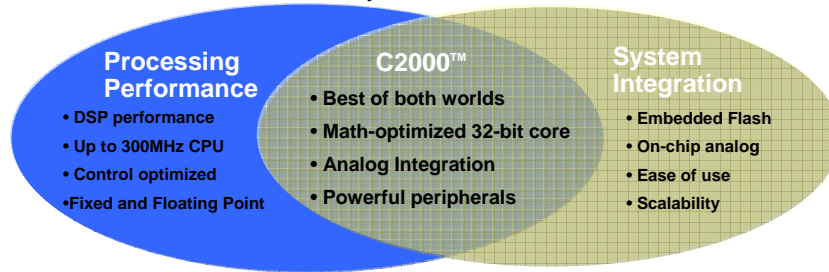 Processing
Performance
• DSP performance
• Up to 300MHz CPU
• Control optimized
•Fixed and Floating Point
C2000™
• Best of both worlds
• Math-optimized 32-bit core
• Analog Integration
• Powerful peripherals
System
Integration
• Embedded Flash
• On-chip analog
• Ease of use
• Scalability